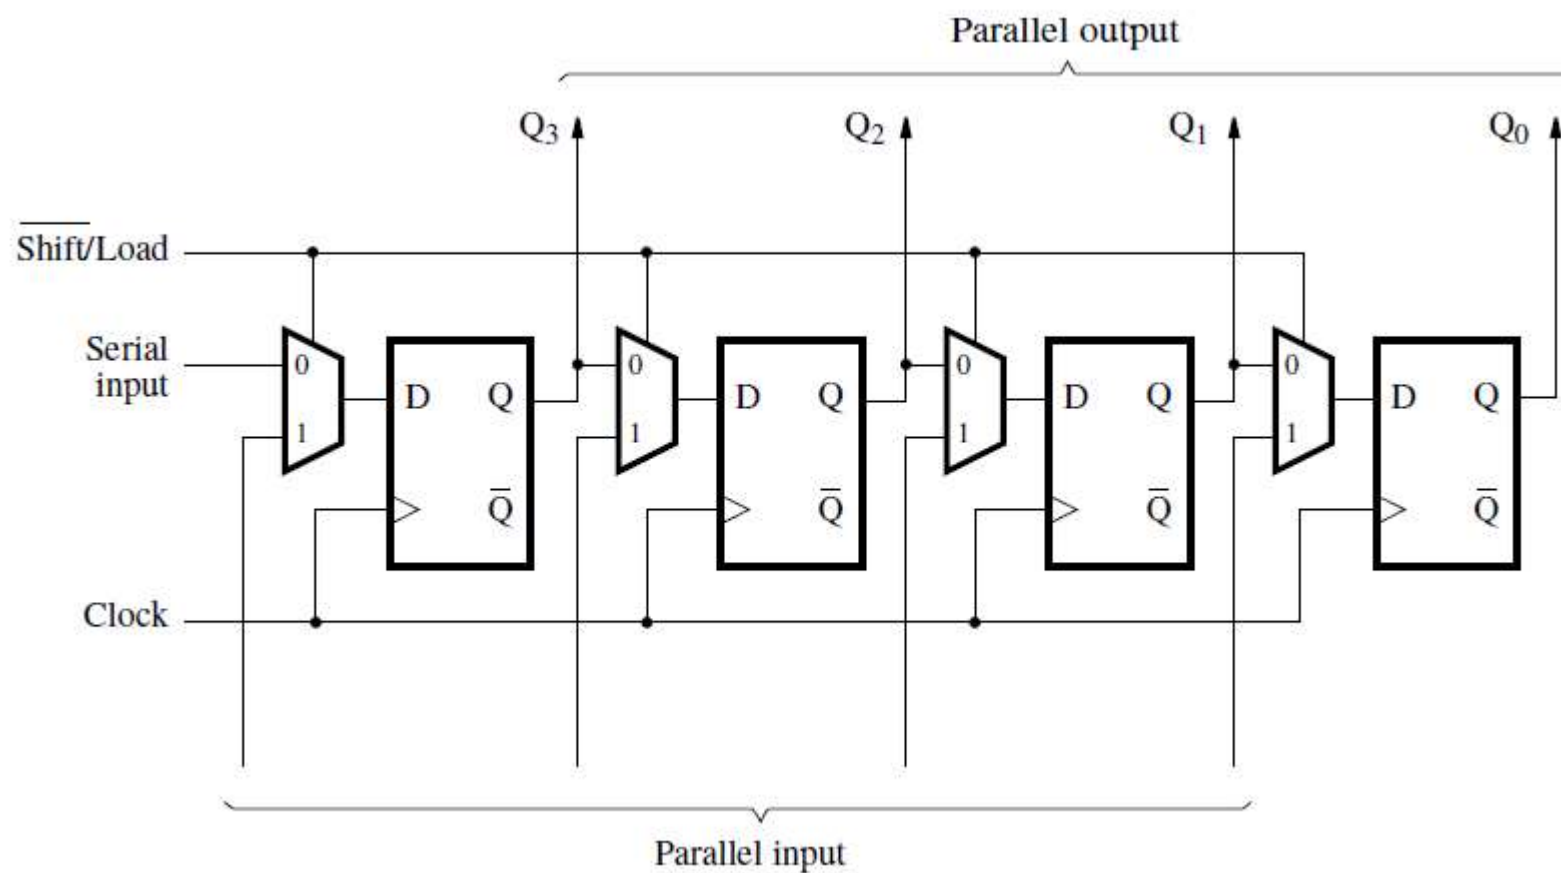 Parallel output
Q3 Q2 Q1 Q0
S̅h̅i̅f̅t̅/Load
Serial
input
0 0 0 0
D Q D Q D Q D Q
1 1 1 1
Q̅ Q̅ Q̅ Q̅
Clock
Parallel input